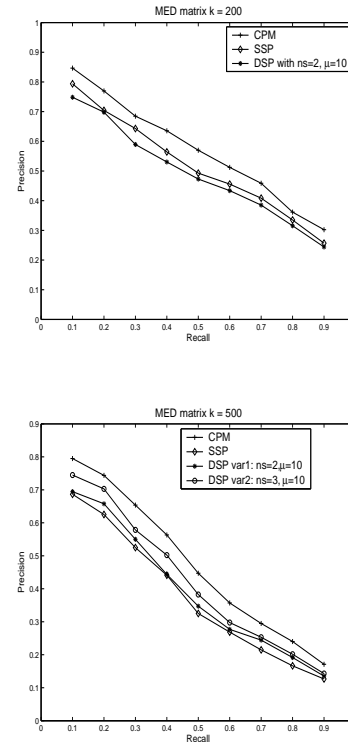 MED matrix k = 200
CPM
SSP
DSP with ns=2, μ=10
1
0.9
0.8
0.7
0.6
0.5
0.4
0.3
0.2
0.1
0
Precision
0 0.1 0.2 0.3 0.4 0.5 0.6 0.7 0.8 0.9
Recall
MED matrix k = 500
CPM
SSP
DSP var1: ns=2,μ=10
DSP var2: ns=3, μ=10
0.9
0.8
0.7
0.6
0.5
0.4
0.3
0.2
0.1
0
Precision
0 0.1 0.2 0.3 0.4 0.5 0.6 0.7 0.8 0.9
Recall